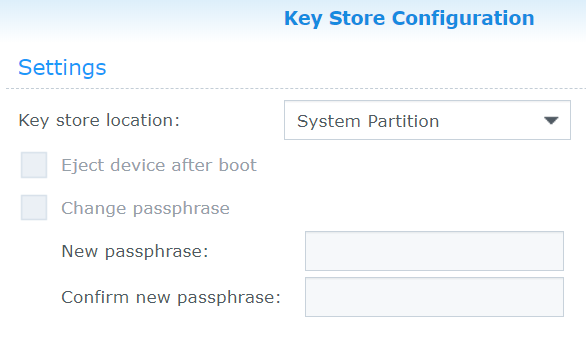 Key Store Configuration
Settings
Key store location: System Partition
Eject device after boot
Change passphrase
New passphrase:
Confirm new passphrase: